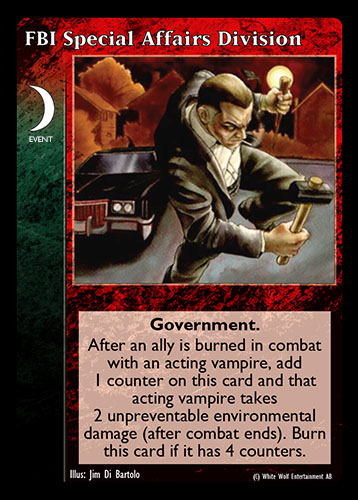 FBI Special Affairs Division
EVENT
Government.
After an ally is burned in combat
with an acting vampire, add
1 counter on this card and that
acting vampire takes
2 unpreventable environmental
damage (after combat ends). Burn
this card if it has 4 counters.
Illus: Jim Di Bartolo
(C) White Wolf Entertainment AB